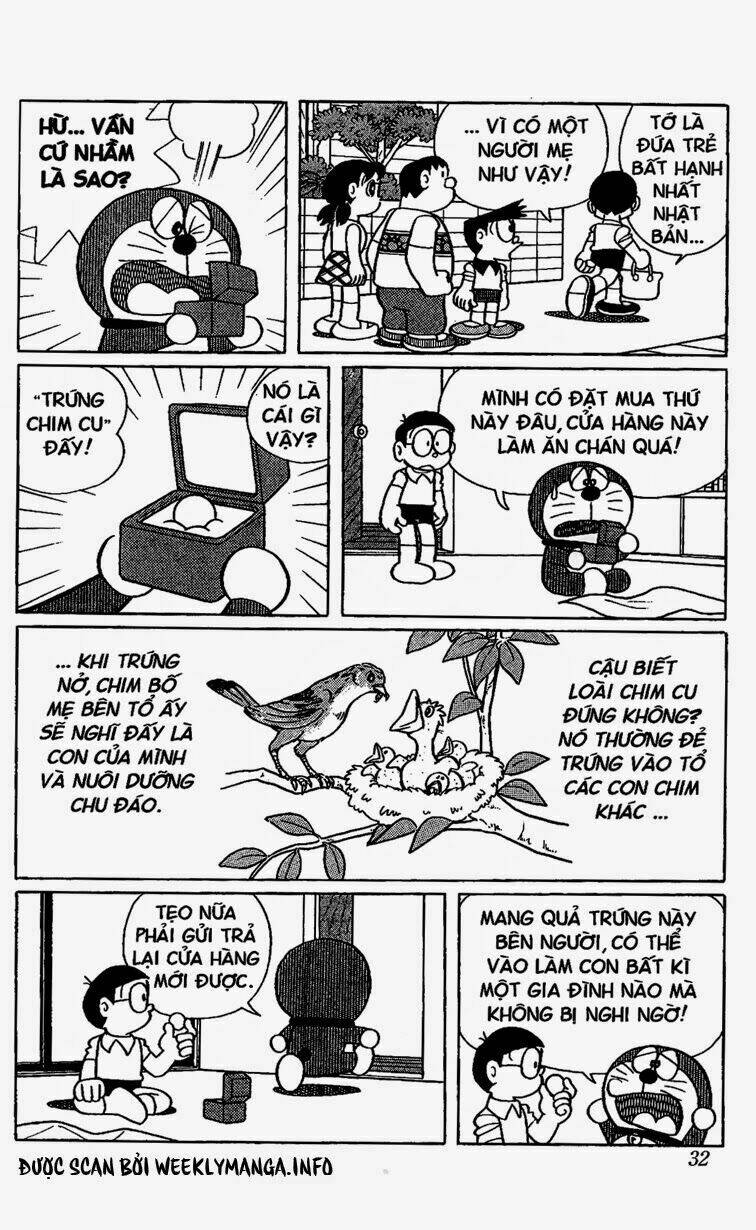 TỚ LÀ
ĐỨA TRẺ
BẤT HẠNH
NHẤT
NHẬT
BẢN...
... VÌ CÓ MỘT
NGƯỜI MẸ
NHƯ VẬY!
HỪ... VẪN
CỨ NHẦM
LÀ SAO?
MÌNH CÓ ĐẶT MUA THỨ
NÀY ĐÂU, CỬA HÀNG NÀY
LÀM ĂN CHÁN QUÁ!
NÓ LÀ
CÁI GÌ
VẬY?
"TRỨNG
CHIM CU"
ĐẤY!
CẬU BIẾT
LOÀI CHIM CU
ĐÚNG KHÔNG?
NÓ THƯỜNG ĐẺ
TRỨNG VÀO TỔ
CÁC CON CHIM
KHÁC ...
... KHI TRỨNG
NỞ, CHIM BỐ
MẸ BÊN TỔ ẤY
SẼ NGHĨ ĐẤY LÀ
CON CỦA MÌNH
VÀ NUÔI DƯỠNG
CHU ĐÁO.
MANG QUẢ TRỨNG NÀY
BÊN NGƯỜI, CÓ THỂ
VÀO LÀM CON BẤT KÌ
MỘT GIA ĐÌNH NÀO MÀ
KHÔNG BỊ NGHI NGỜ!
TẸO NỮA
PHẢI GỬI TRẢ
LẠI CỬA HÀNG
MỚI ĐƯỢC.
32
ĐƯỢC SCAN BỞI WEEKLYMANGA.INFO